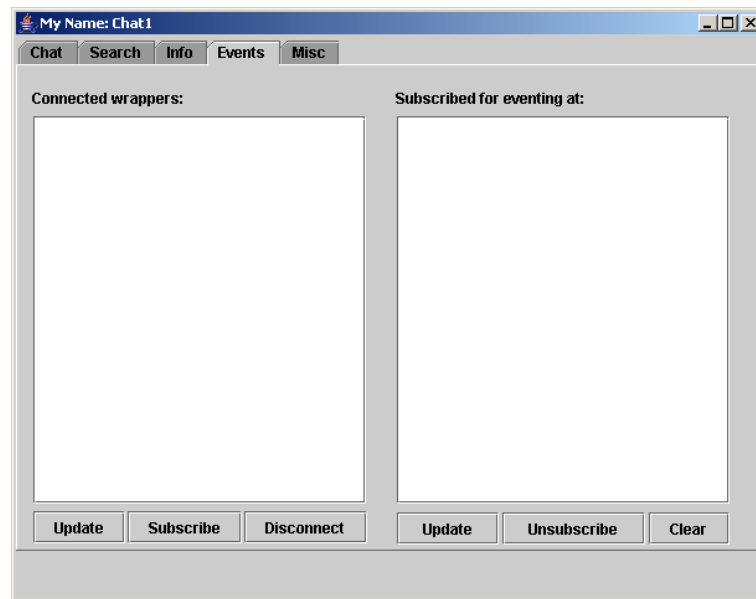 My Name: Chat1
Chat Search Info Events Misc
Connected wrappers: Subscribed for eventing at:
Update Subscribe Disconnect Update Unsubscribe Clear